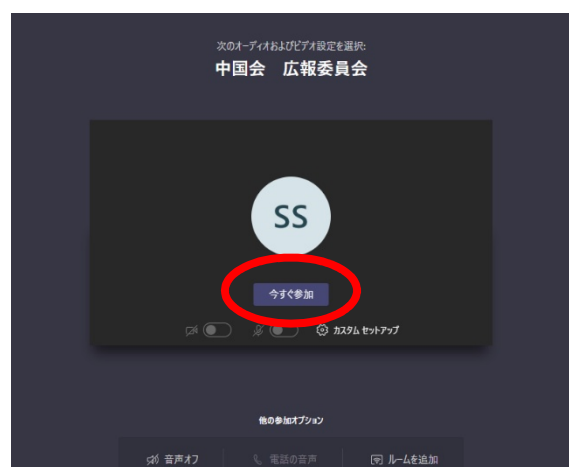 次のオーディオおよびビデオ設定を選択:
中国会　広報委員会
SS
今すぐ参加
カスタム セットアップ
他の参加オプション
音声オフ
電話の音声
ルームを追加